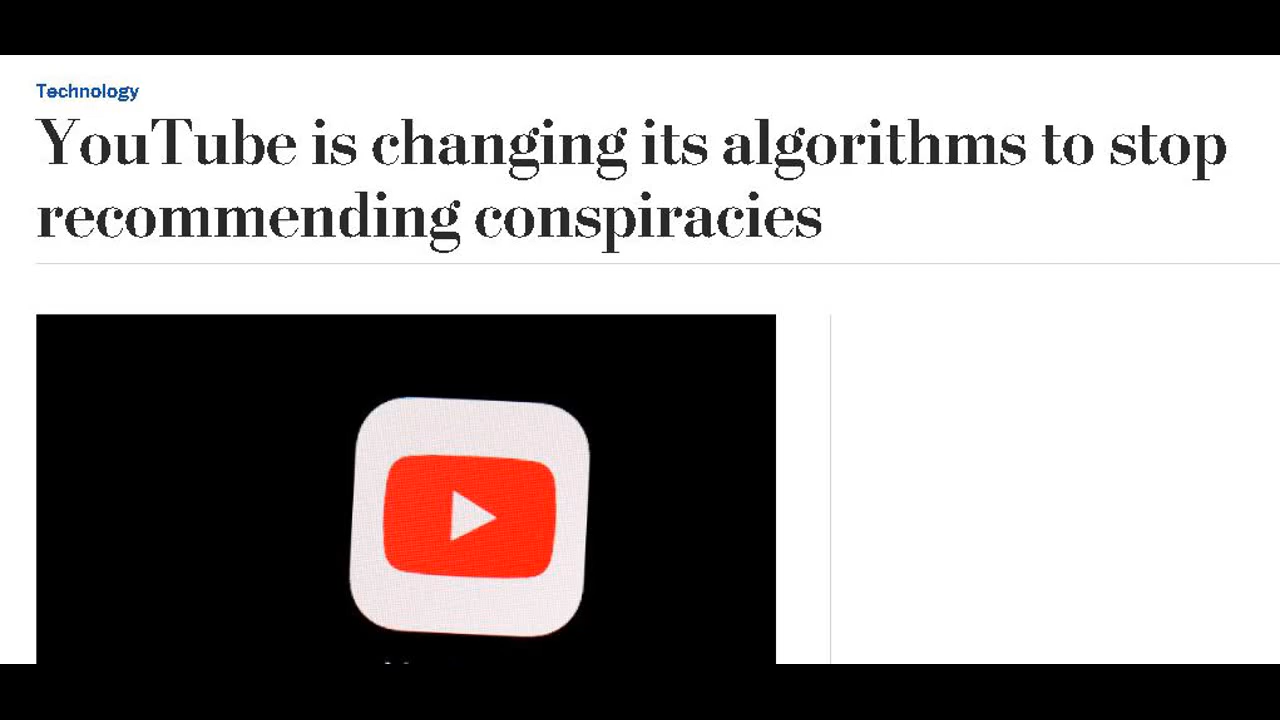 Technology
YouTube is changing its algorithms to stop
recommending conspiracies